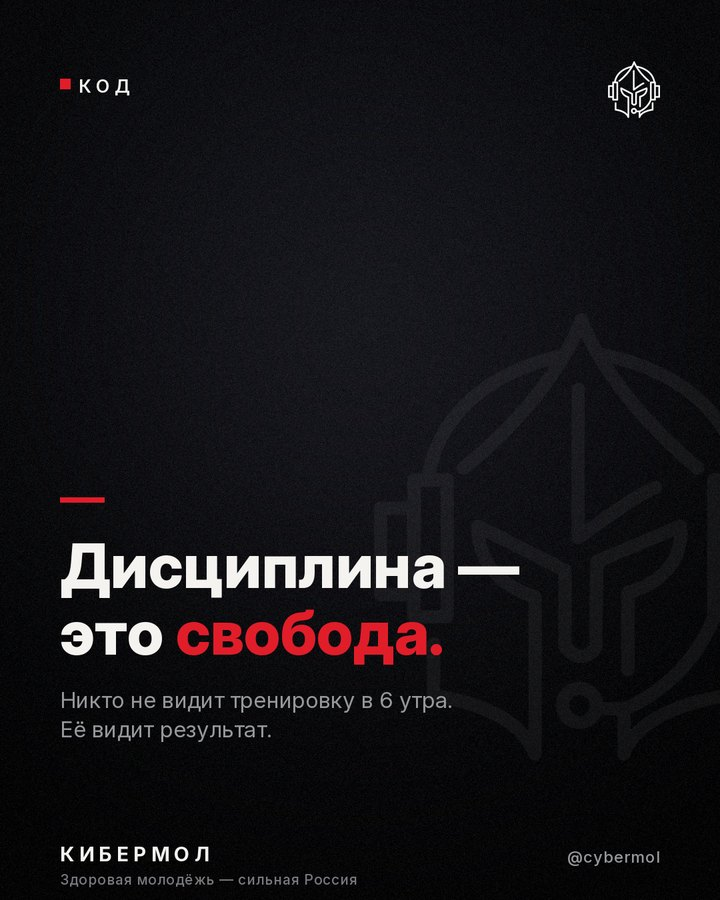 КОД
Дисциплина —
это свобода.
Никто не видит тренировку в 6 утра.
Её видит результат.
КИБЕРМОЛ
@cybermol
Здоровая молодёжь — сильная Россия